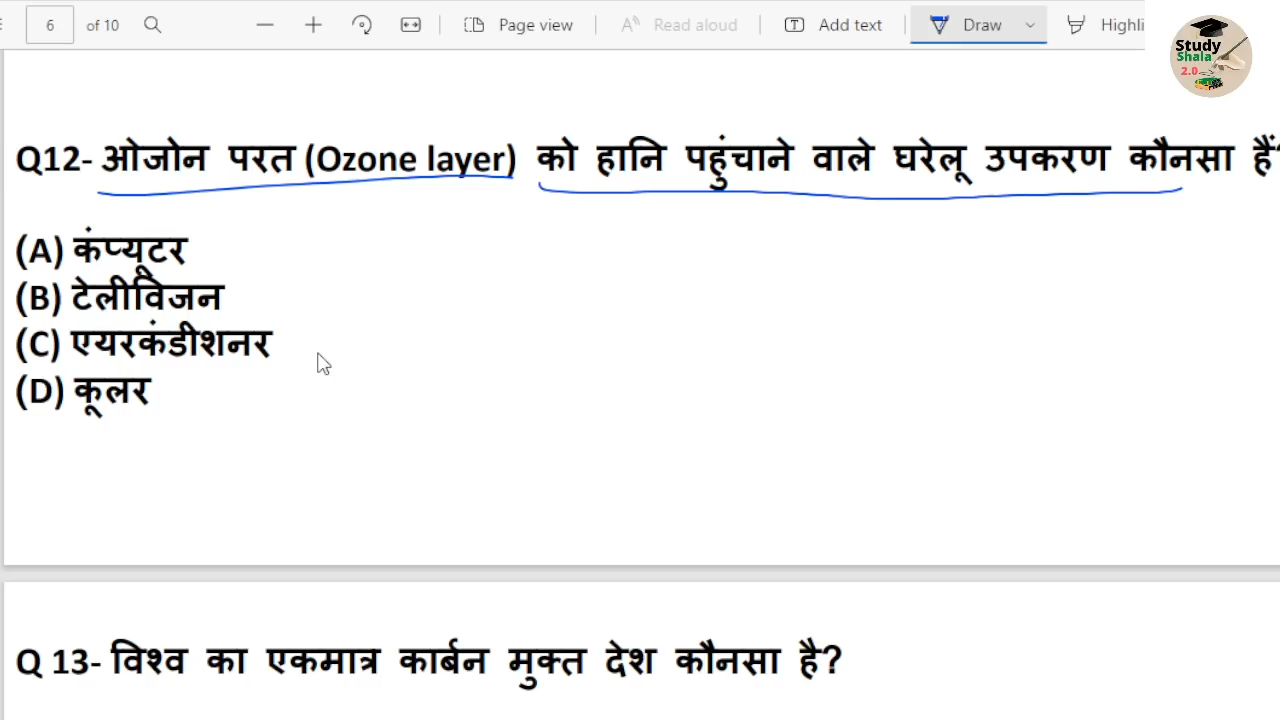 6 of 10 Page view Read aloud Add text Draw Highli
Study
Shala
2.0
Q12- ओजोन परत (Ozone layer) को हानि पहुंचाने वाले घरेलू उपकरण कौनसा हैं?
(A) कंप्यूटर
(B) टेलीविजन
(C) एयरकंडीशनर
(D) कूलर
Q 13- विश्व का एकमात्र कार्बन मुक्त देश कौनसा है?